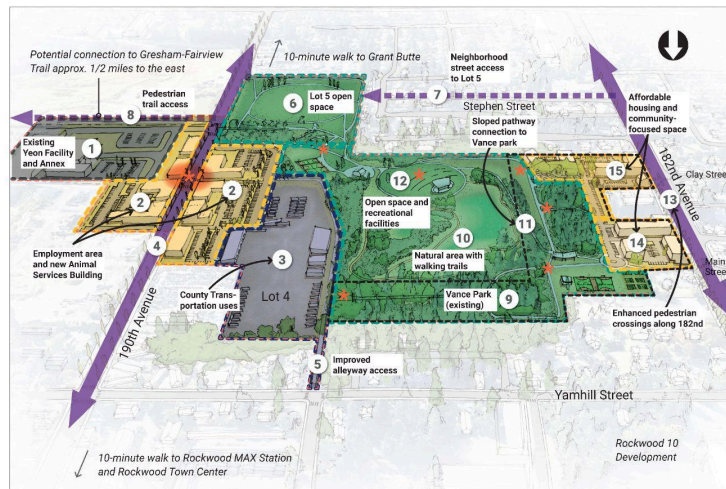 Potential connection to Gresham-Fairview
Trail approx. 1/2 miles to the east
10-minute walk to Grant Butte
Neighborhood
street access
to Lot 5
Pedestrian
trail access
8
6
Lot 5 open
space
7
Stephen Street
Affordable
housing and
community-
focused space
182nd Avenue
Sloped pathway
connection to
Vance park
1
Existing
Yeon Facility
and Annex
2
2
12
Open space and
recreational
facilities
15
Clay Street
13
11
10
Natural area with
walking trails
14
Main
Street
4
Employment area
and new Animal
Services Building
3
County Trans-
portation uses
Lot 4
9
Vance Park
(existing)
Enhanced pedestrian
crossings along 182nd
190th Avenue
5
Improved
alleyway access
Yamhill Street
10-minute walk to Rockwood MAX Station
and Rockwood Town Center
Rockwood 10
Development